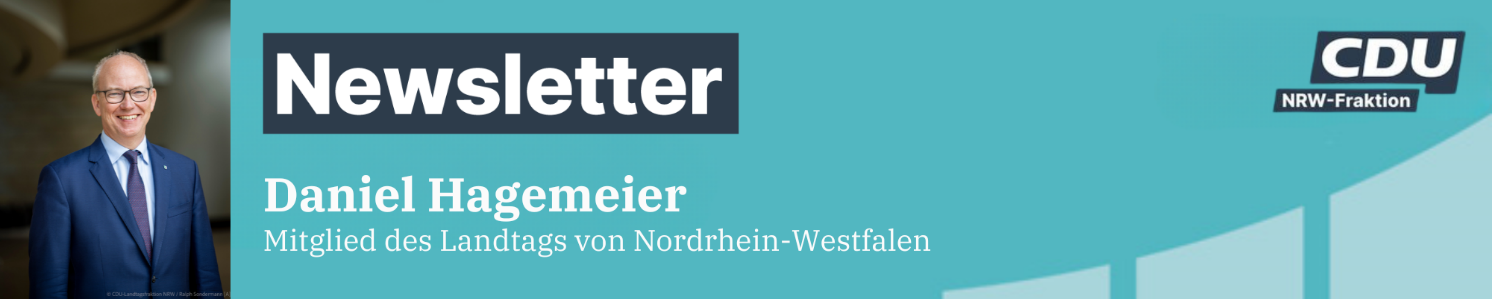 Newsletter
CDU
NRW-Fraktion
Daniel Hagemeier
Mitglied des Landtags von Nordrhein-Westfalen